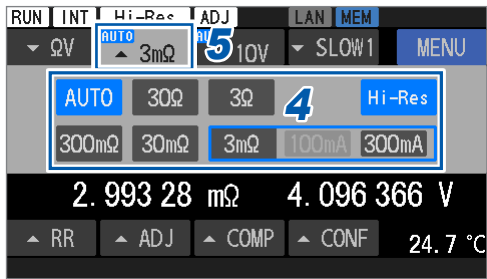 RUN INT Hi-Res ADJ LAN MEM
▼ ΩV AUTO ▲ 3mΩ 5 10V ▼ SLOW1 MENU
AUTO 30Ω 3Ω 4 Hi-Res
300mΩ 30mΩ 3mΩ 100mA 300mA
2.993 28 mΩ 4.096 366 V
▲ RR ▲ ADJ ▲ COMP ▲ CONF 24.7 °C